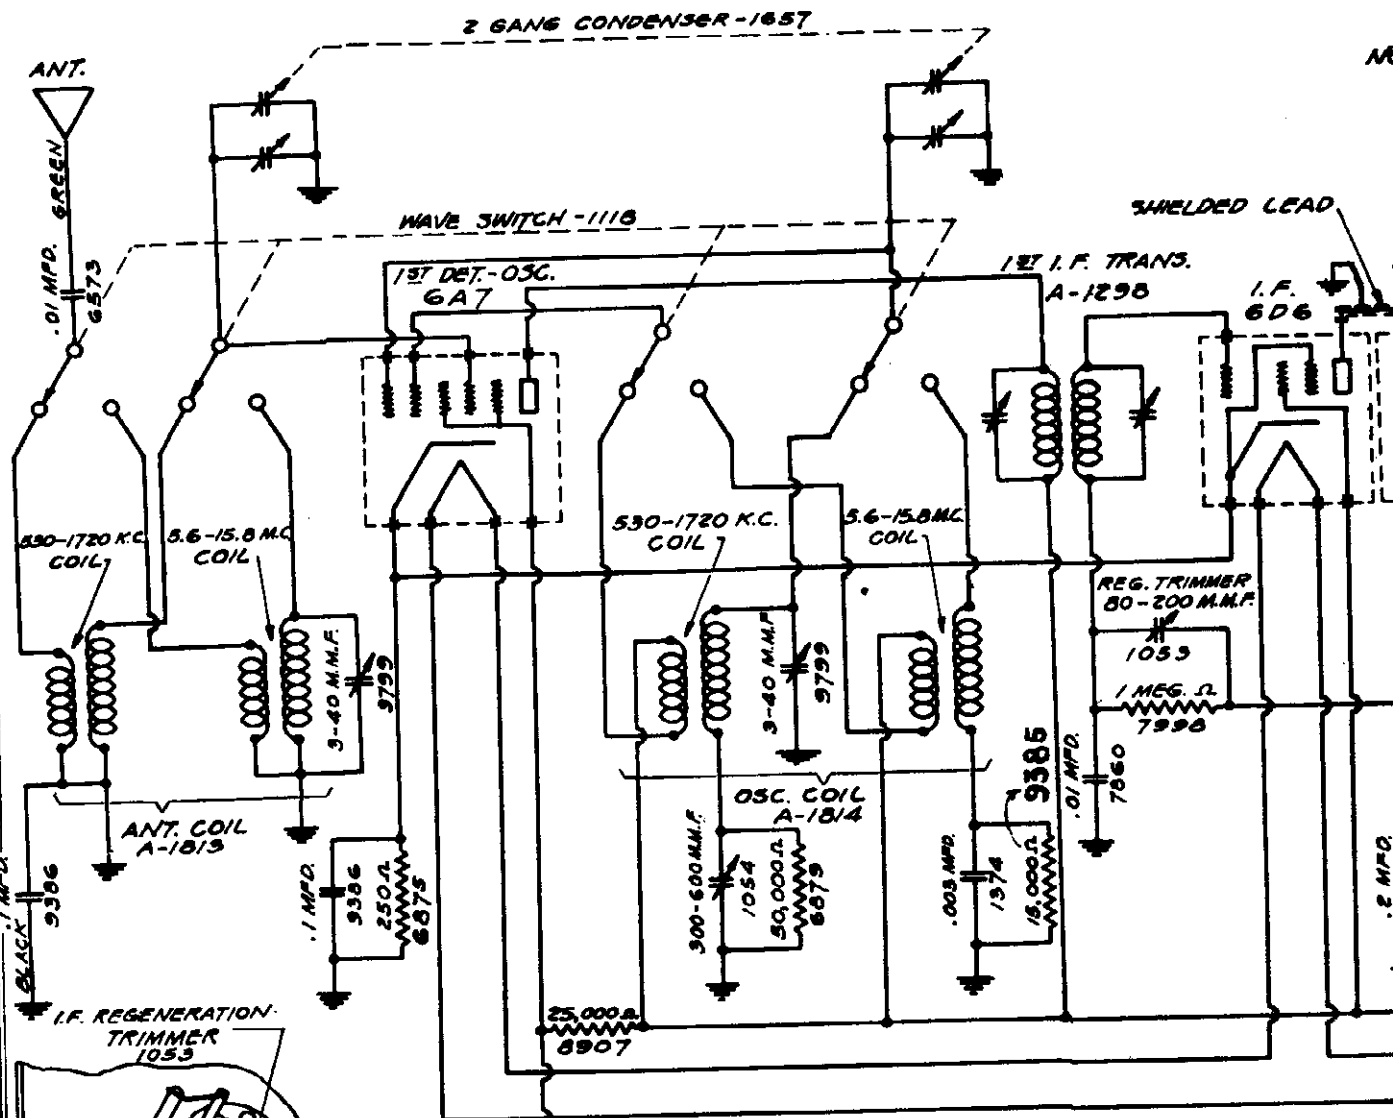 2 GANG CONDENSER-1657
ANT.
GREEN
.01 MFD.
6573
WAVE SWITCH-1118
SHIELDED LEAD
1ST DET.-OSC.
6A7
1ST I.F. TRANS.
A-1298
I.F.
6D6
530-1720 K.C.
COIL
5.6-15.8 M.C.
COIL
530-1720 K.C.
COIL
5.6-15.8 M.C.
COIL
REG. TRIMMER
80-200 M.M.F.
1053
3-40 M.M.F.
9799
3-40 M.M.F.
9799
1 MEG. Ω
7998
.01 MFD.
7860
9385
ANT. COIL
A-1813
OSC. COIL
A-1814
.1 MFD.
9386
BLACK
.1 MFD.
9386
250 Ω
6875
300-600 M.M.F.
1054
50,000 Ω
6879
.003 MFD.
1374
15,000 Ω
.2 MFD.
25,000 Ω
8907
I.F. REGENERATION
TRIMMER
1053